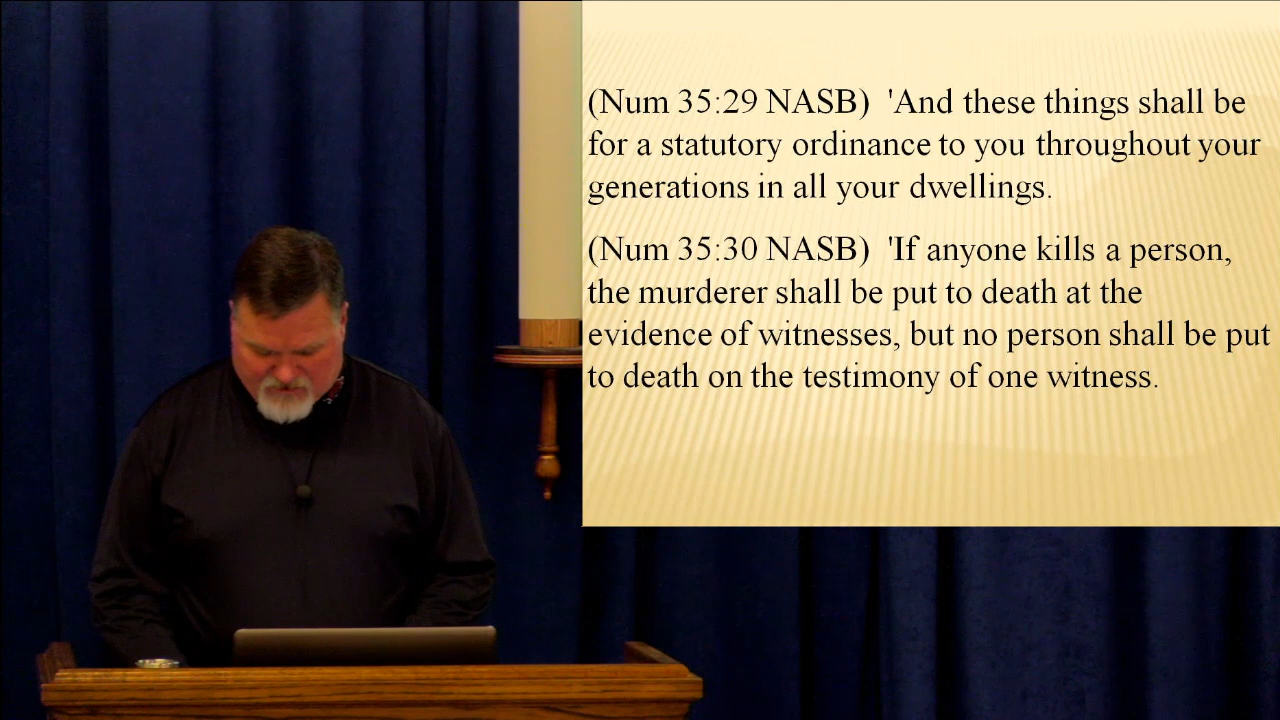 (Num 35:29 NASB)  'And these things shall be
for a statutory ordinance to you throughout your
generations in all your dwellings.
(Num 35:30 NASB)  'If anyone kills a person,
the murderer shall be put to death at the
evidence of witnesses, but no person shall be put
to death on the testimony of one witness.